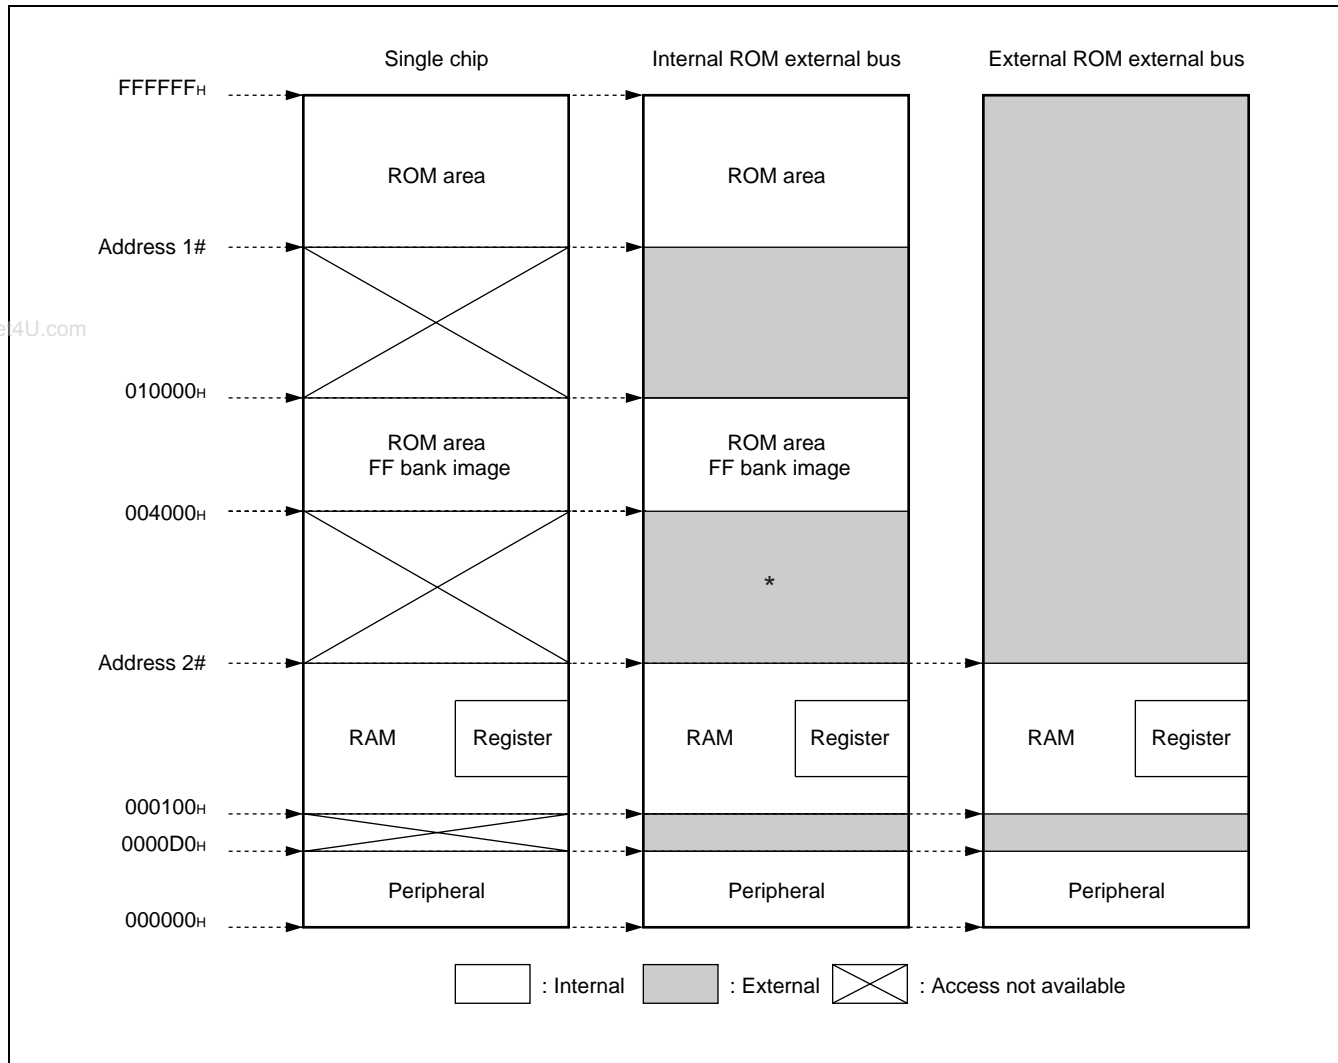 Single chip Internal ROM external bus External ROM external bus
FFFFFFH
ROM area ROM area
Address 1#
et4U.com
010000H
ROM area ROM area
FF bank image FF bank image
004000H
*
Address 2#
RAM Register RAM Register RAM Register
000100H
0000D0H
Peripheral Peripheral Peripheral
000000H
: Internal : External : Access not available